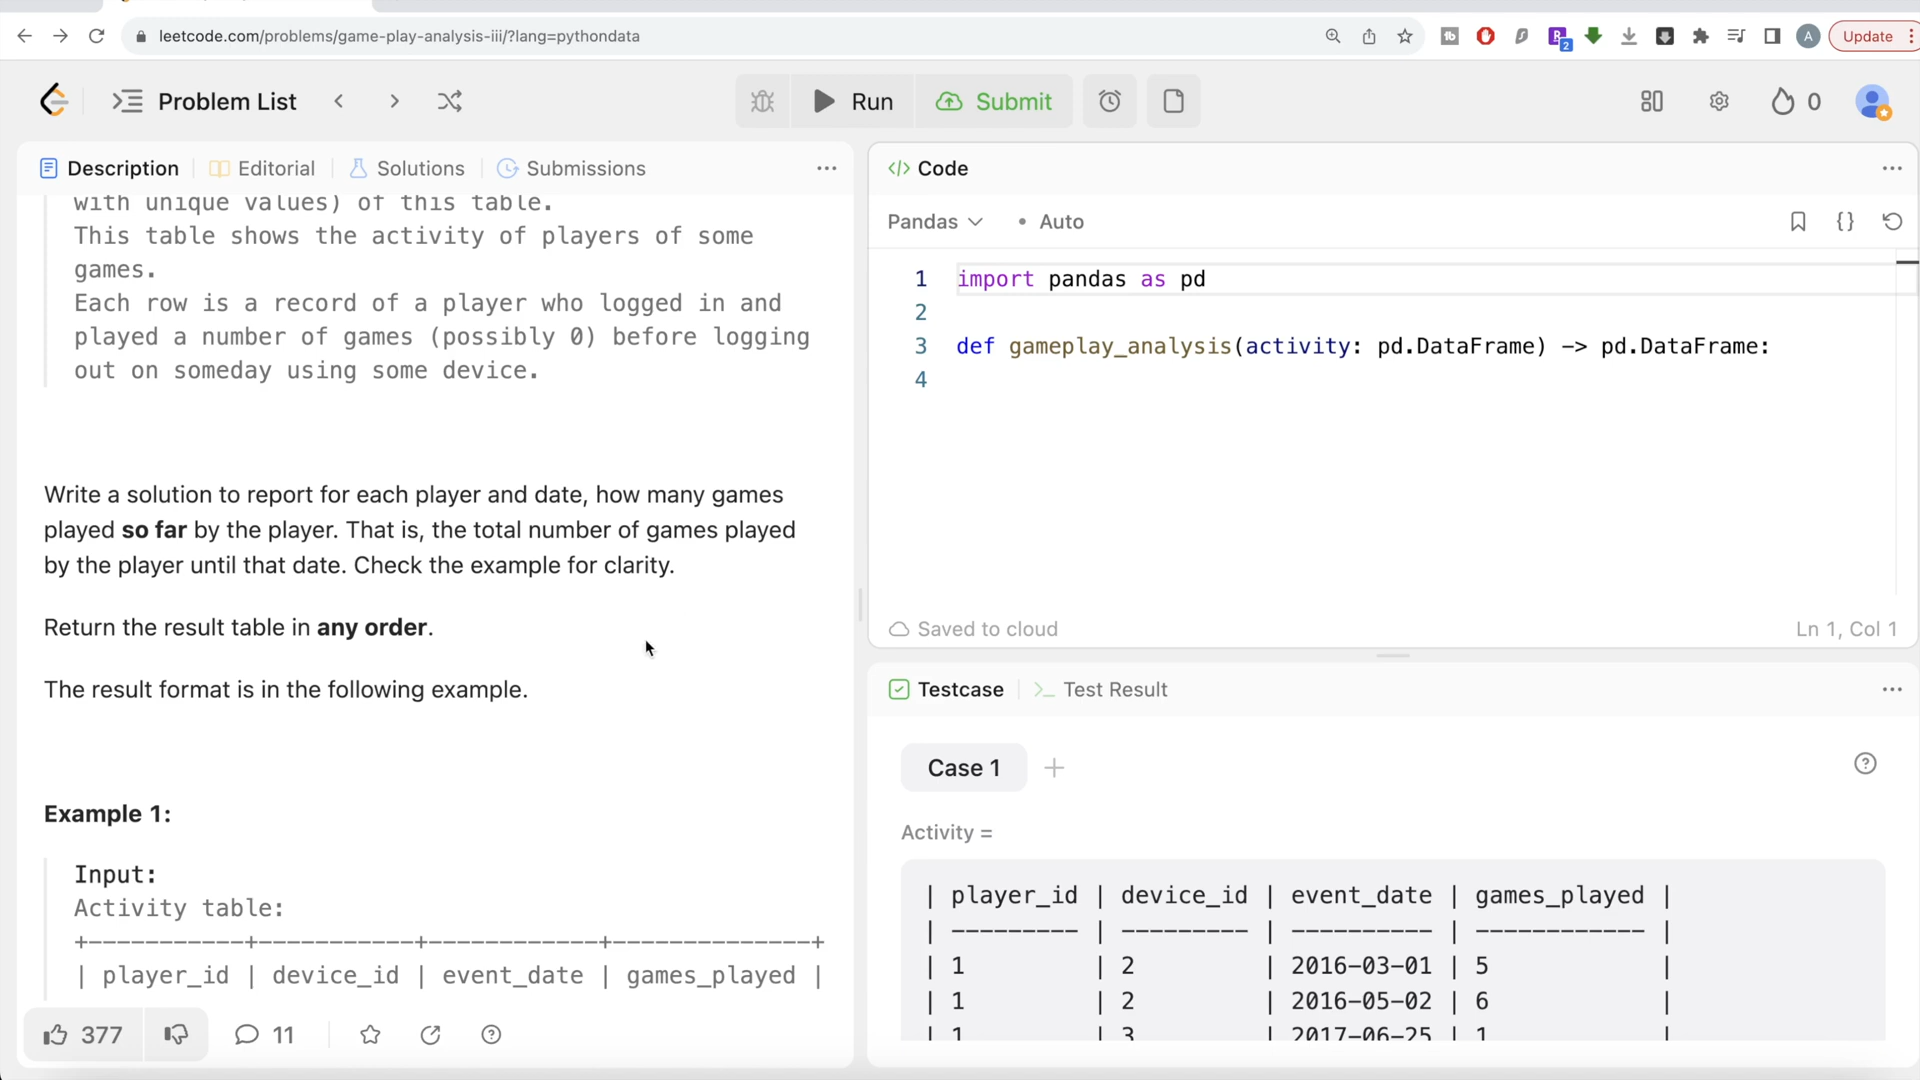 leetcode.com/problems/game-play-analysis-iii/?lang=pythondata
2
A
Update
Problem List
Run
Submit
0
Description
Editorial
Solutions
Submissions
with unique values) of this table.
This table shows the activity of players of some
games.
Each row is a record of a player who logged in and
played a number of games (possibly 0) before logging
out on someday using some device.
Write a solution to report for each player and date, how many games
played so far by the player. That is, the total number of games played
by the player until that date. Check the example for clarity.
Return the result table in any order.
The result format is in the following example.
Example 1:
Input:
Activity table:
+-----------+-----------+------------+--------------+
| player_id | device_id | event_date | games_played |
377
11
</> Code
Pandas
• Auto
{}
1 import pandas as pd
2
3 def gameplay_analysis(activity: pd.DataFrame) -> pd.DataFrame:
4
Saved to cloud
Ln 1, Col 1
Testcase
>_ Test Result
Case 1
+
Activity =
| player_id | device_id | event_date | games_played |
| --------- | --------- | ---------- | ------------ |
| 1 | 2 | 2016-03-01 | 5 |
| 1 | 2 | 2016-05-02 | 6 |
| 1 | 3 | 2017-06-25 | 1 |